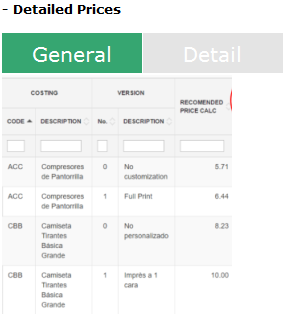 - Detailed Prices
General Detail
COSTING VERSION
RECOMENDED
PRICE CALC
CODE DESCRIPTION No. DESCRIPTION
ACC Compresores 0 No 5.71
de Pantorrilla customization
ACC Compresores 1 Full Print 6.44
de Pantorrilla
CBB Camiseta 0 No 8.23
Tirantes personalizado
Básica
Grande
CBB Camiseta 1 Imprés a 1 10.00
Tirantes cara
Básica
Grande